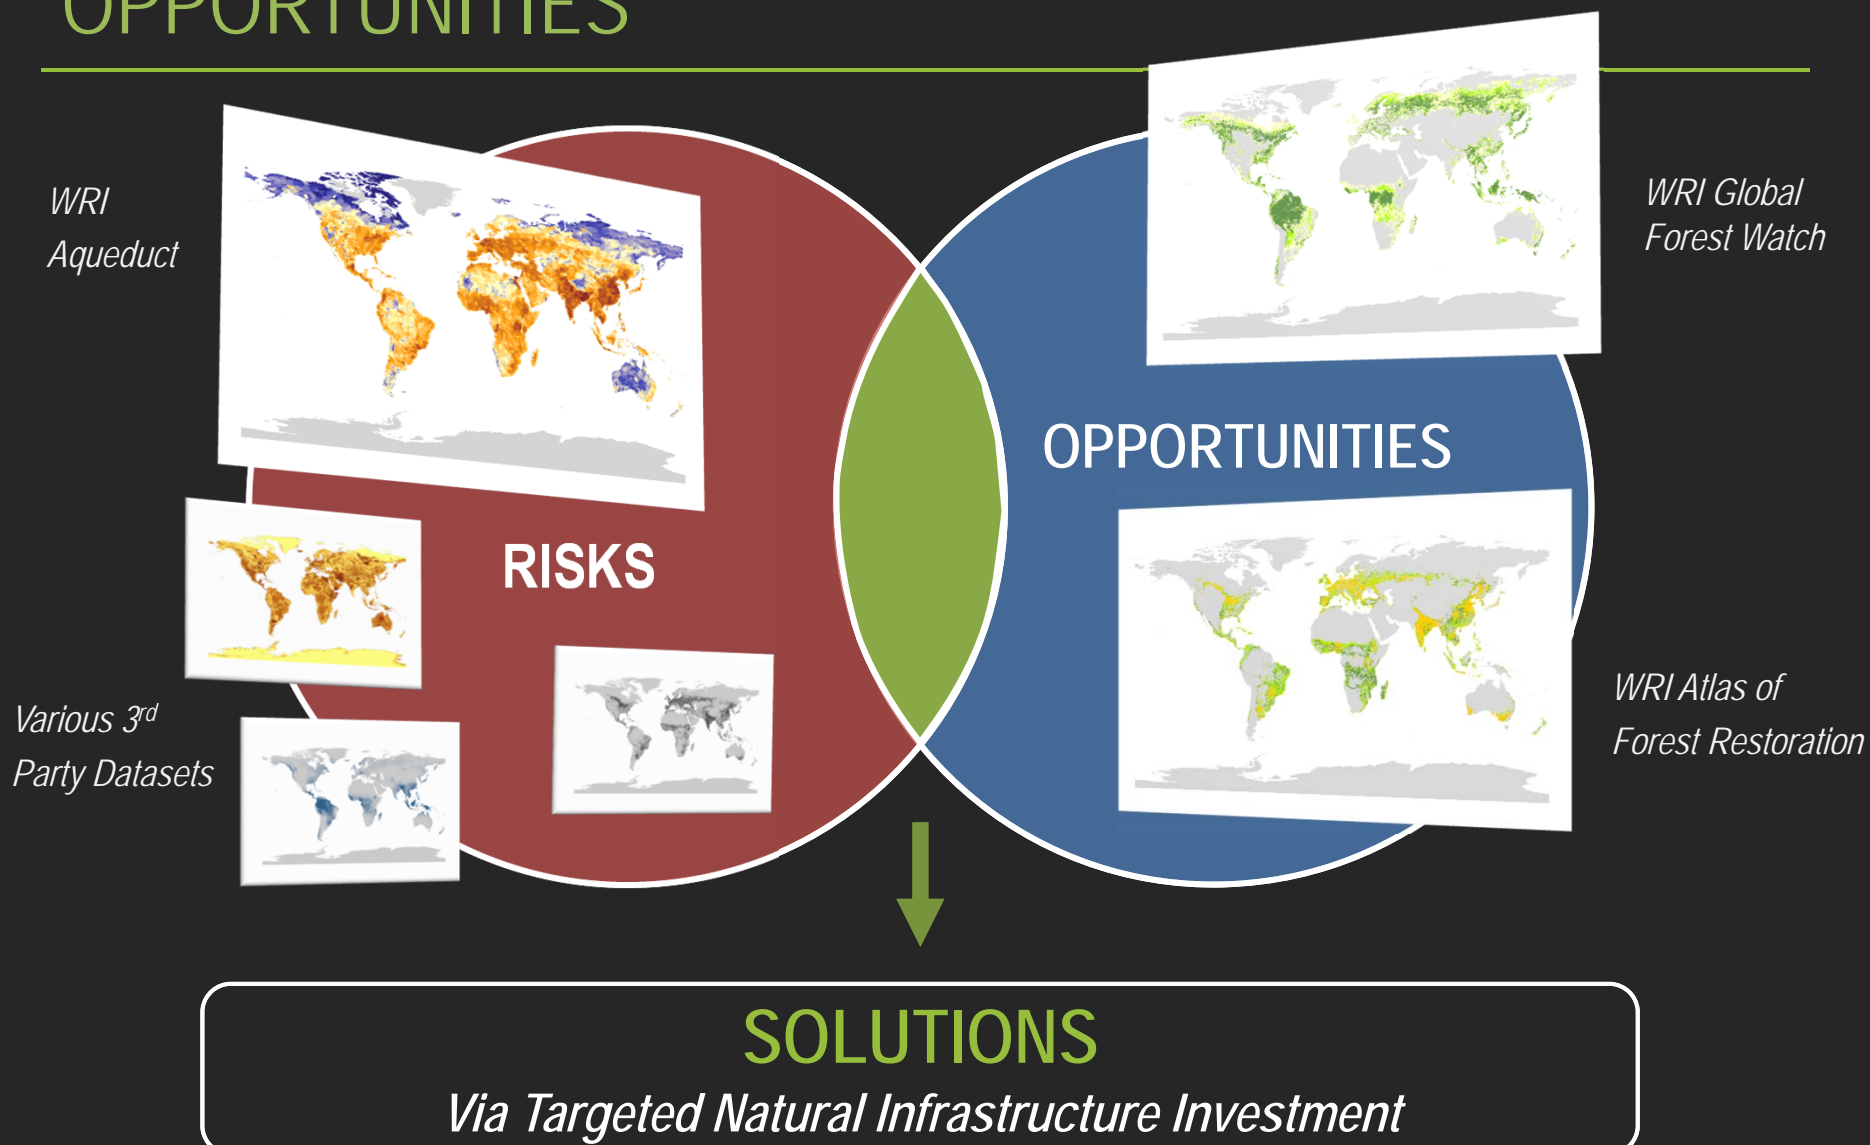 OPPORTUNITIES
WRI
Aqueduct
WRI Global
Forest Watch
OPPORTUNITIES
RISKS
Various 3rd
Party Datasets
WRI Atlas of
Forest Restoration
SOLUTIONS
Via Targeted Natural Infrastructure Investment